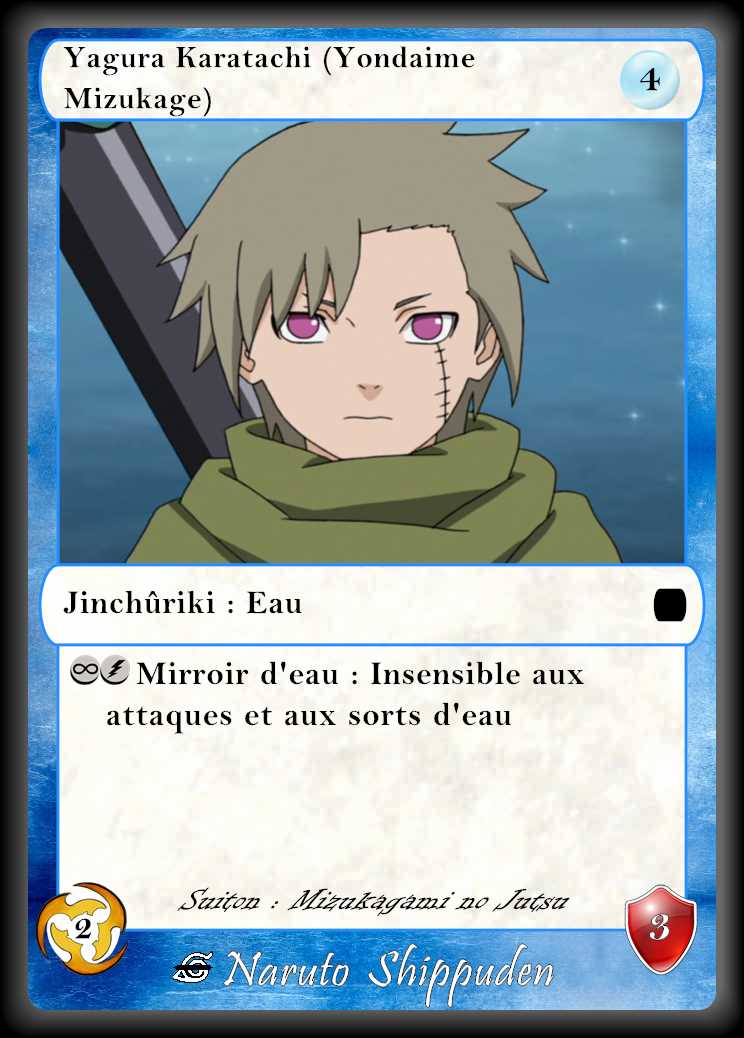 Yagura Karatachi (Yondaime
Mizukage)
4
Jinchûriki : Eau
Mirroir d'eau : Insensible aux
attaques et aux sorts d'eau
Suiton : Mizukagami no Jutsu
2
3
Naruto Shippuden